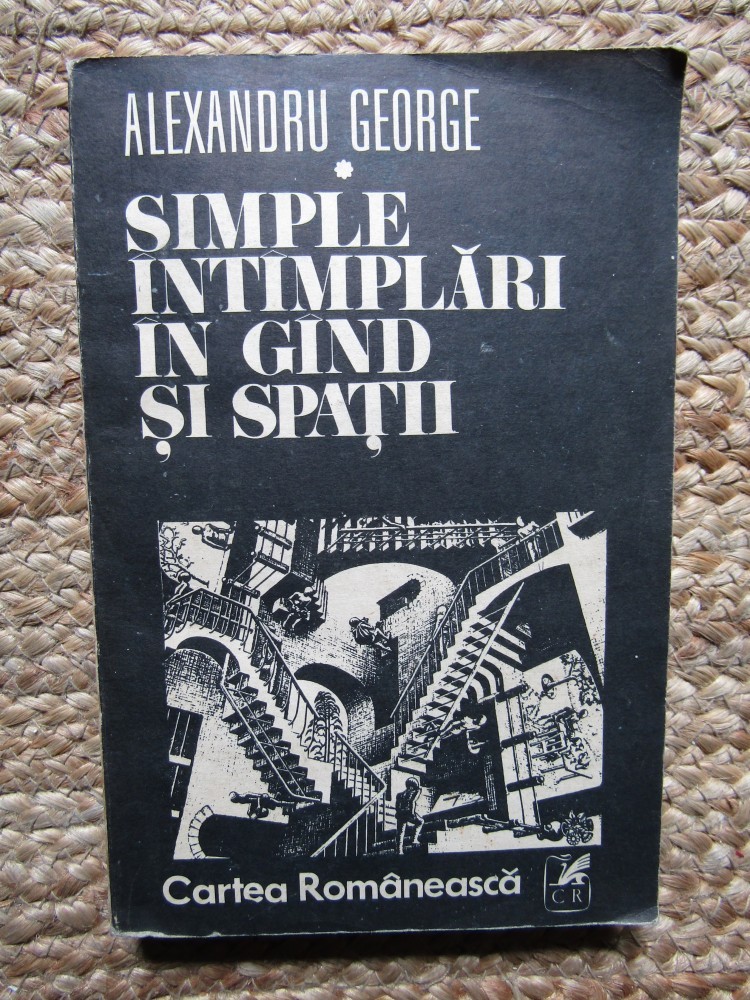 ALEXANDRU GEORGE
*
SIMPLE
ÎNTÎMPLĂRI
ÎN GÎND
ȘI SPAȚII
Cartea Românească
CR